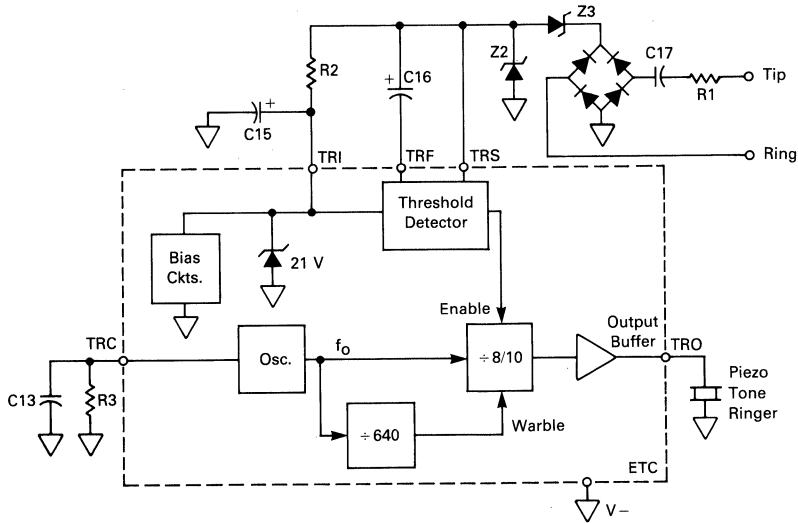 Z3
Z2
C17
R2
+
C16
Tip
R1
+
C15
Ring
TRI
TRF
TRS
Threshold
Detector
Bias
Ckts.
21 V
Enable
Output
Buffer
TRC
TRO
Osc.
fo
÷8/10
Piezo
Tone
Ringer
C13
R3
÷640
Warble
ETC
V−